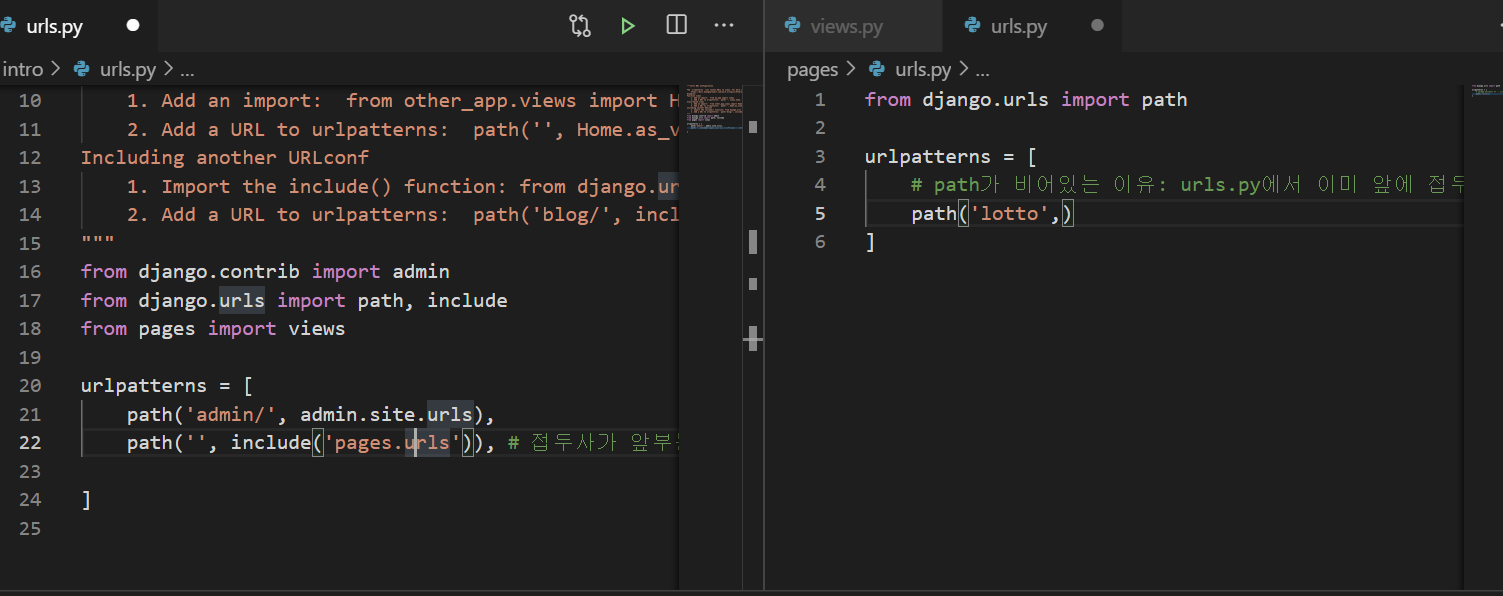 urls.py
intro > urls.py > ...
10 1. Add an import:  from other_app.views import H
11 2. Add a URL to urlpatterns:  path('', Home.as_v
12 Including another URLconf
13 1. Import the include() function: from django.ur
14 2. Add a URL to urlpatterns:  path('blog/', incl
15 """
16 from django.contrib import admin
17 from django.urls import path, include
18 from pages import views
19
20 urlpatterns = [
21 path('admin/', admin.site.urls),
22 path('', include('pages.urls')), # 접두사가 앞부
23
24 ]
25
views.py urls.py
pages > urls.py > ...
1 from django.urls import path
2
3 urlpatterns = [
4 # path가 비어있는 이유: urls.py에서 이미 앞에 접두
5 path('lotto',)
6 ]